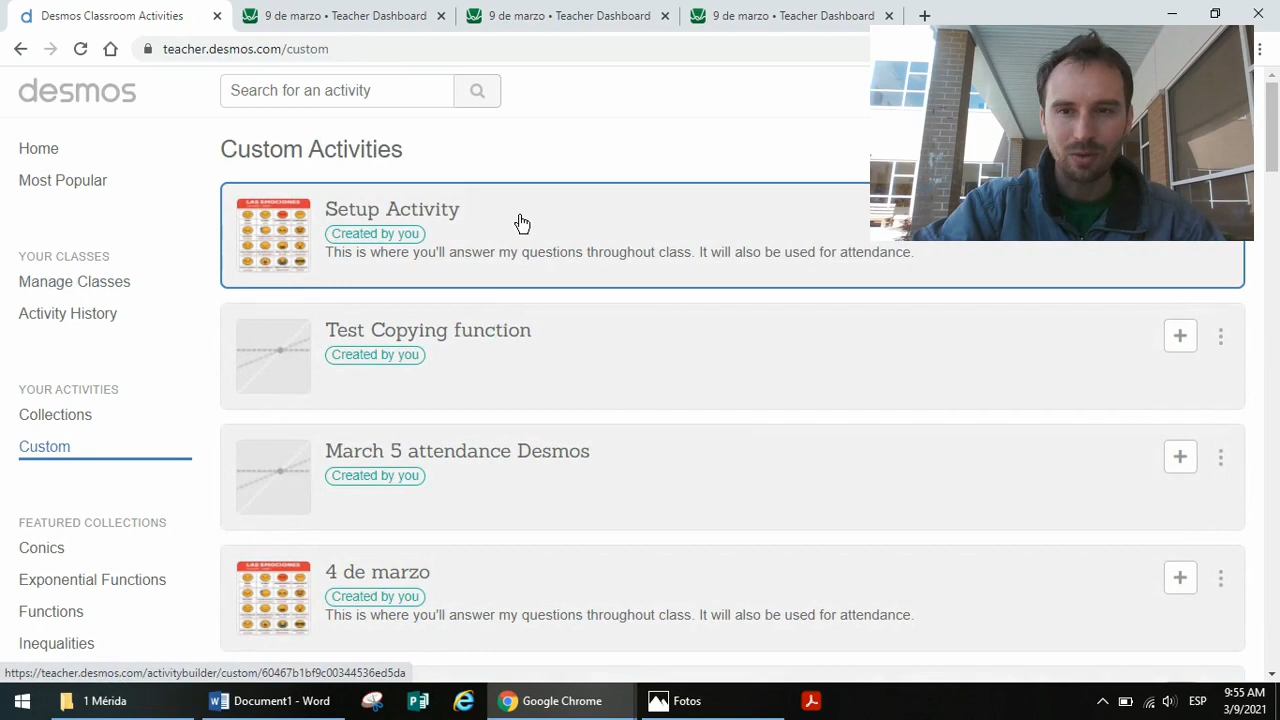 Desmos Classroom Activities
9 de marzo • Teacher Dashboard
9 de marzo • Teacher Dashboard
9 de marzo • Teacher Dashboard
teacher.desmos.com/custom
desmos
Search for an activity
Home
Most Popular
YOUR CLASSES
Manage Classes
Activity History
YOUR ACTIVITIES
Collections
Custom
FEATURED COLLECTIONS
Conics
Exponential Functions
Functions
Inequalities
Custom Activities
LAS EMOCIONES
Setup Activity
Created by you
This is where you'll answer my questions throughout class. It will also be used for attendance.
Test Copying function
Created by you
March 5 attendance Desmos
Created by you
LAS EMOCIONES
4 de marzo
Created by you
This is where you'll answer my questions throughout class. It will also be used for attendance.
https://teacher.desmos.com/activitybuilder/custom/60467b1bf9c00344536ed5da
1 Mérida
Document1 - Word
Google Chrome
Fotos
ESP
9:55 AM
3/9/2021